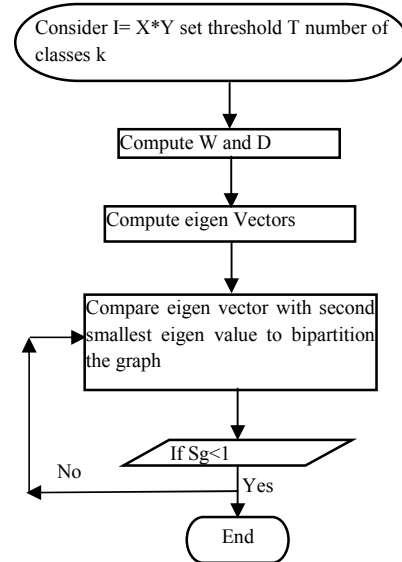 Consider I= X*Y set threshold T number of
classes k
Compute W and D
Compute eigen Vectors
Compare eigen vector with second
smallest eigen value to bipartition
the graph
If Sg<1
No
Yes
End